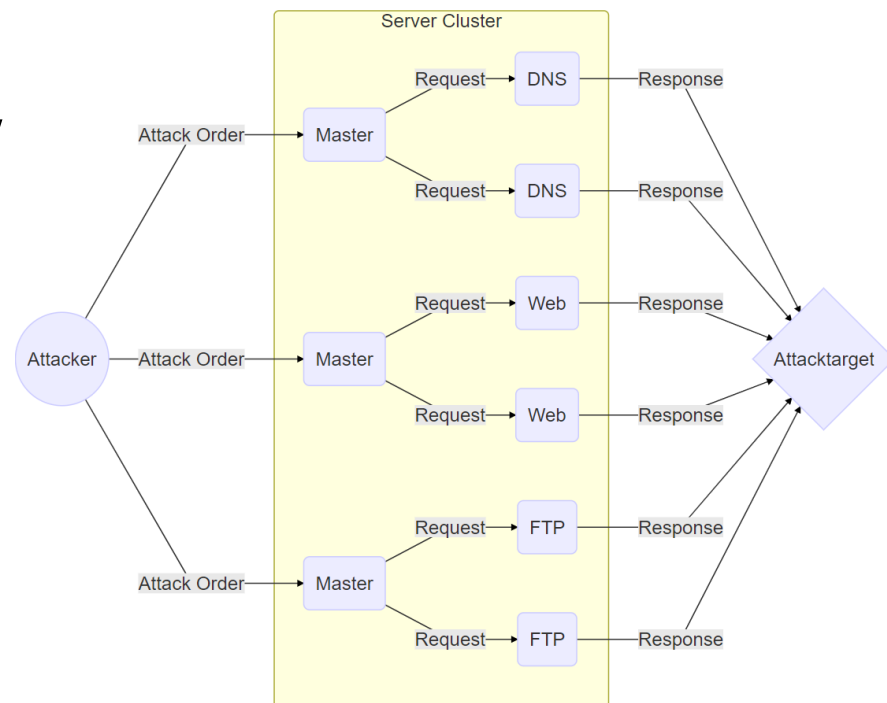 Server Cluster
Request DNS Response
Attack Order Master
Request DNS Response
Request Web Response
Attacker Attack Order Master Attacktarget
Request Web Response
Request FTP Response
Attack Order Master
Request FTP Response